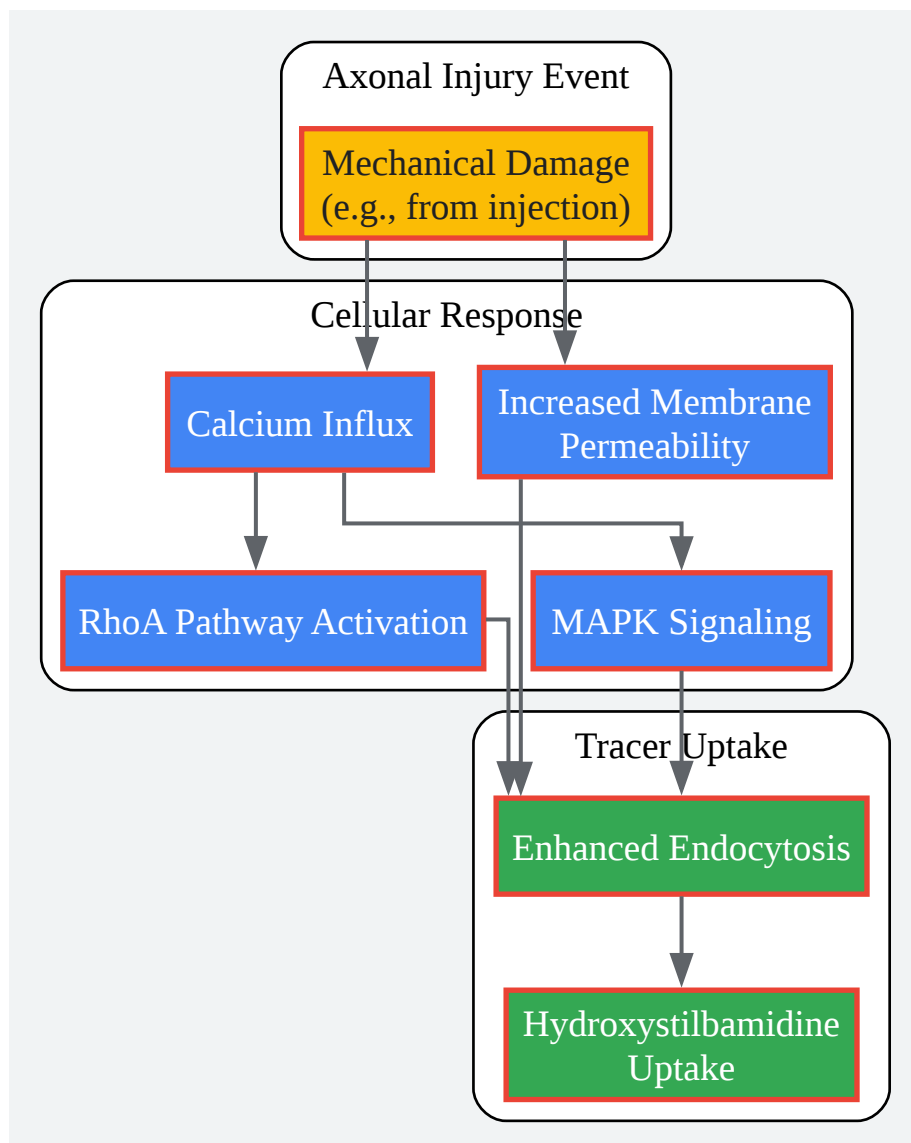 Axonal Injury Event
Mechanical Damage
(e.g., from injection)
Cellular Response
Calcium Influx
Increased Membrane
Permeability
RhoA Pathway Activation
MAPK Signaling
Tracer Uptake
Enhanced Endocytosis
Hydroxystilbamidine
Uptake